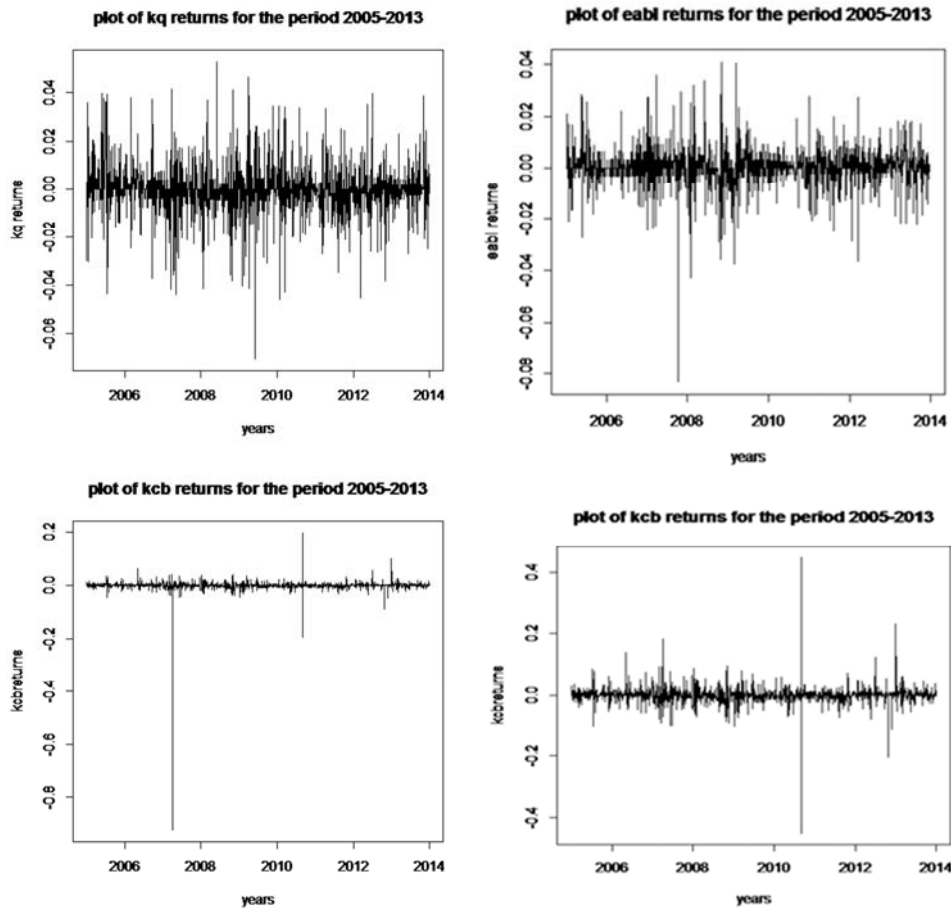 plot of kq returns for the period 2005-2013
kq returns
0.04
0.02
0.00
-0.02
-0.04
-0.06
2006 2008 2010 2012 2014
years
plot of eabl returns for the period 2005-2013
eabl returns
0.04
0.02
0.00
-0.02
-0.04
-0.06
-0.08
2006 2008 2010 2012 2014
years
plot of kcb returns for the period 2005-2013
kcbreturns
0.2
0.0
-0.2
-0.4
-0.6
-0.8
2006 2008 2010 2012 2014
years
plot of kcb returns for the period 2005-2013
kcbreturns
0.4
0.2
0.0
-0.2
-0.4
2006 2008 2010 2012 2014
years